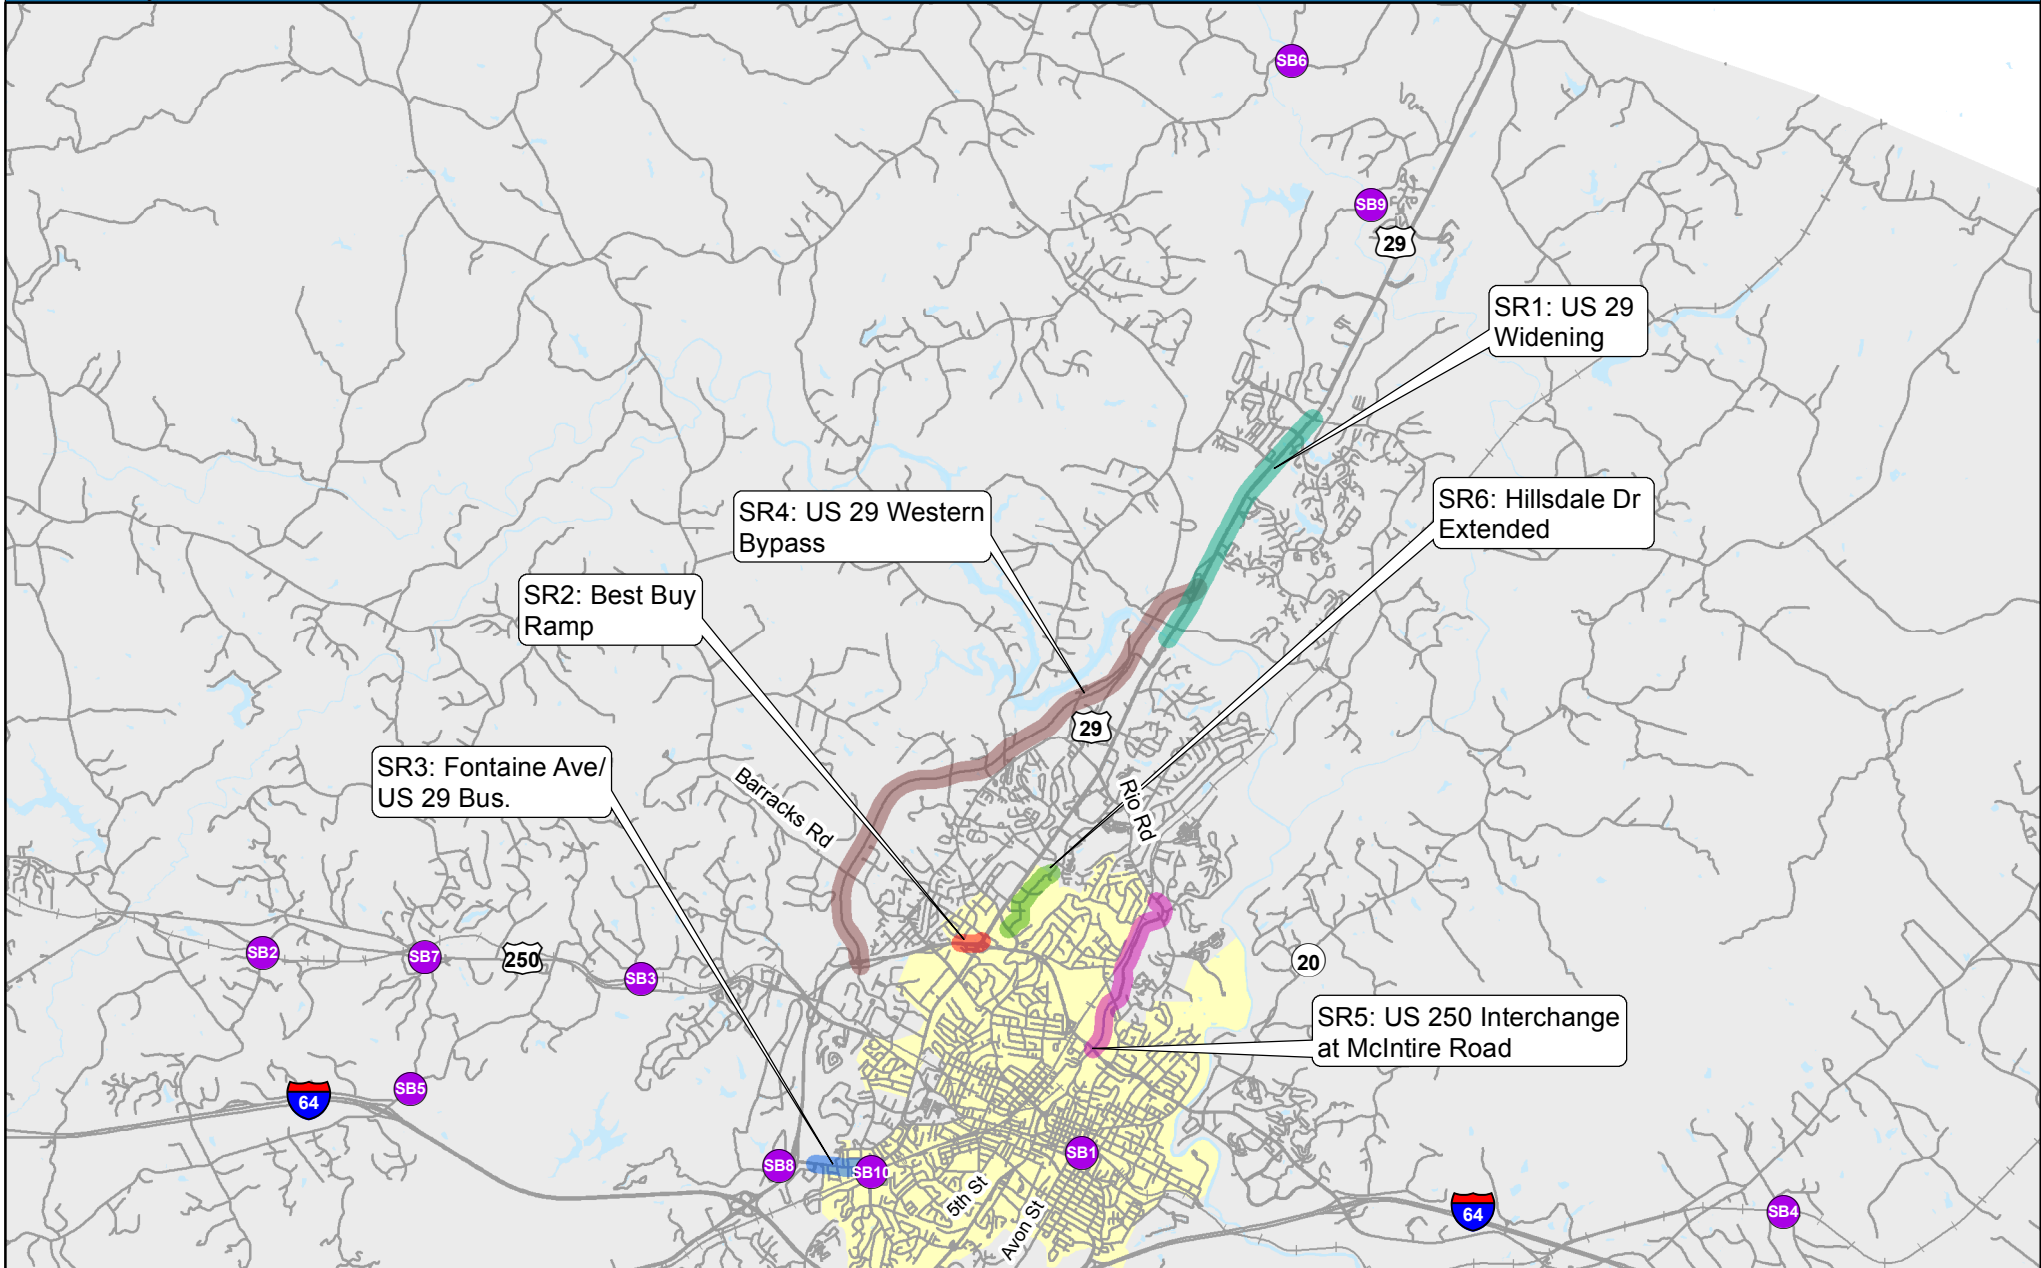 SB6
SB9
29
SR1: US 29
Widening
SR4: US 29 Western
Bypass
SR6: Hillsdale Dr
Extended
SR2: Best Buy
Ramp
29
SR3: Fontaine Ave/
US 29 Bus.
Barracks Rd
Rio Rd
SB2
SB7
250
SB3
20
SR5: US 250 Interchange
at McIntire Road
SB5
64
SB8
SB10
SB1
5th St
Avon St
64
SB4